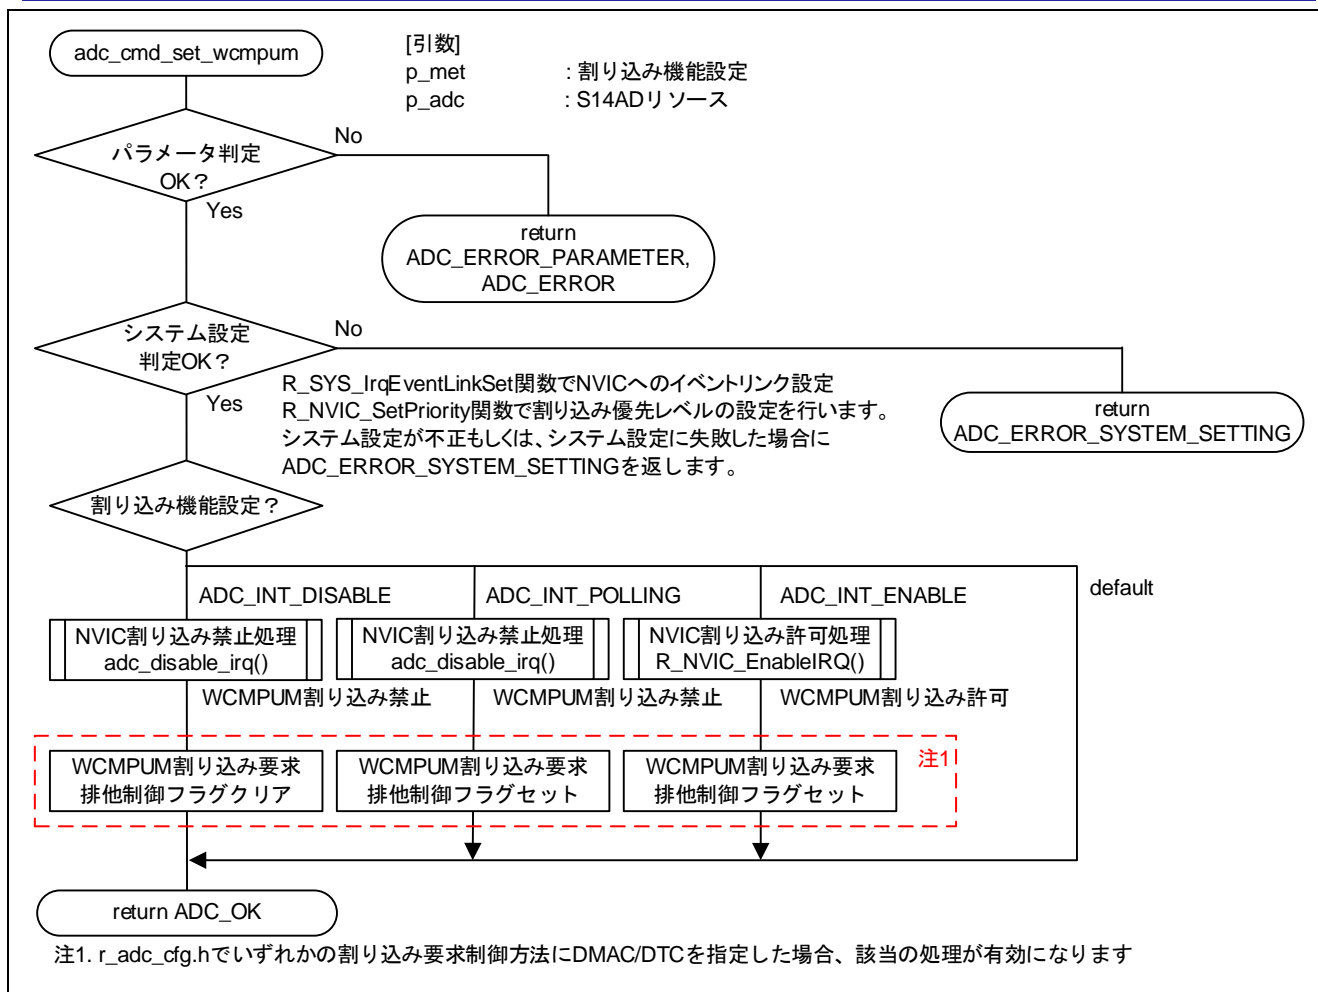 adc_cmd_set_wcmpum
[引数]
p_met : 割り込み機能設定
p_adc : S14ADリソース
パラメータ判定
OK?
No
Yes
return
ADC_ERROR_PARAMETER,
ADC_ERROR
システム設定
判定OK?
No
Yes
return
ADC_ERROR_SYSTEM_SETTING
R_SYS_IrqEventLinkSet関数でNVICへのイベントリンク設定
R_NVIC_SetPriority関数で割り込み優先レベルの設定を行います。
システム設定が不正もしくは、システム設定に失敗した場合に
ADC_ERROR_SYSTEM_SETTINGを返します。
割り込み機能設定?
ADC_INT_DISABLE
ADC_INT_POLLING
ADC_INT_ENABLE
default
NVIC割り込み禁止処理
adc_disable_irq()
NVIC割り込み禁止処理
adc_disable_irq()
NVIC割り込み許可処理
R_NVIC_EnableIRQ()
WCMPUM割り込み禁止
WCMPUM割り込み禁止
WCMPUM割り込み許可
注1
WCMPUM割り込み要求
排他制御フラグクリア
WCMPUM割り込み要求
排他制御フラグセット
WCMPUM割り込み要求
排他制御フラグセット
return ADC_OK
注1. r_adc_cfg.hでいずれかの割り込み要求制御方法にDMAC/DTCを指定した場合、該当の処理が有効になります